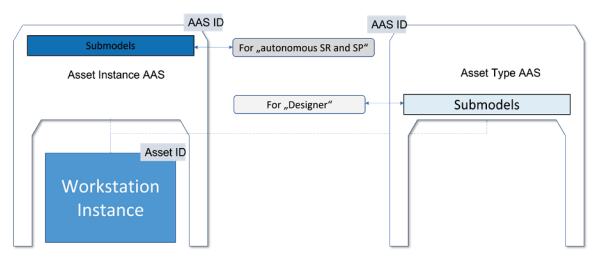 AAS ID
AAS ID
Submodels
For „autonomous SR and SP“
Asset Instance AAS
Asset Type AAS
For „Designer“
Submodels
Asset ID
Workstation
Instance